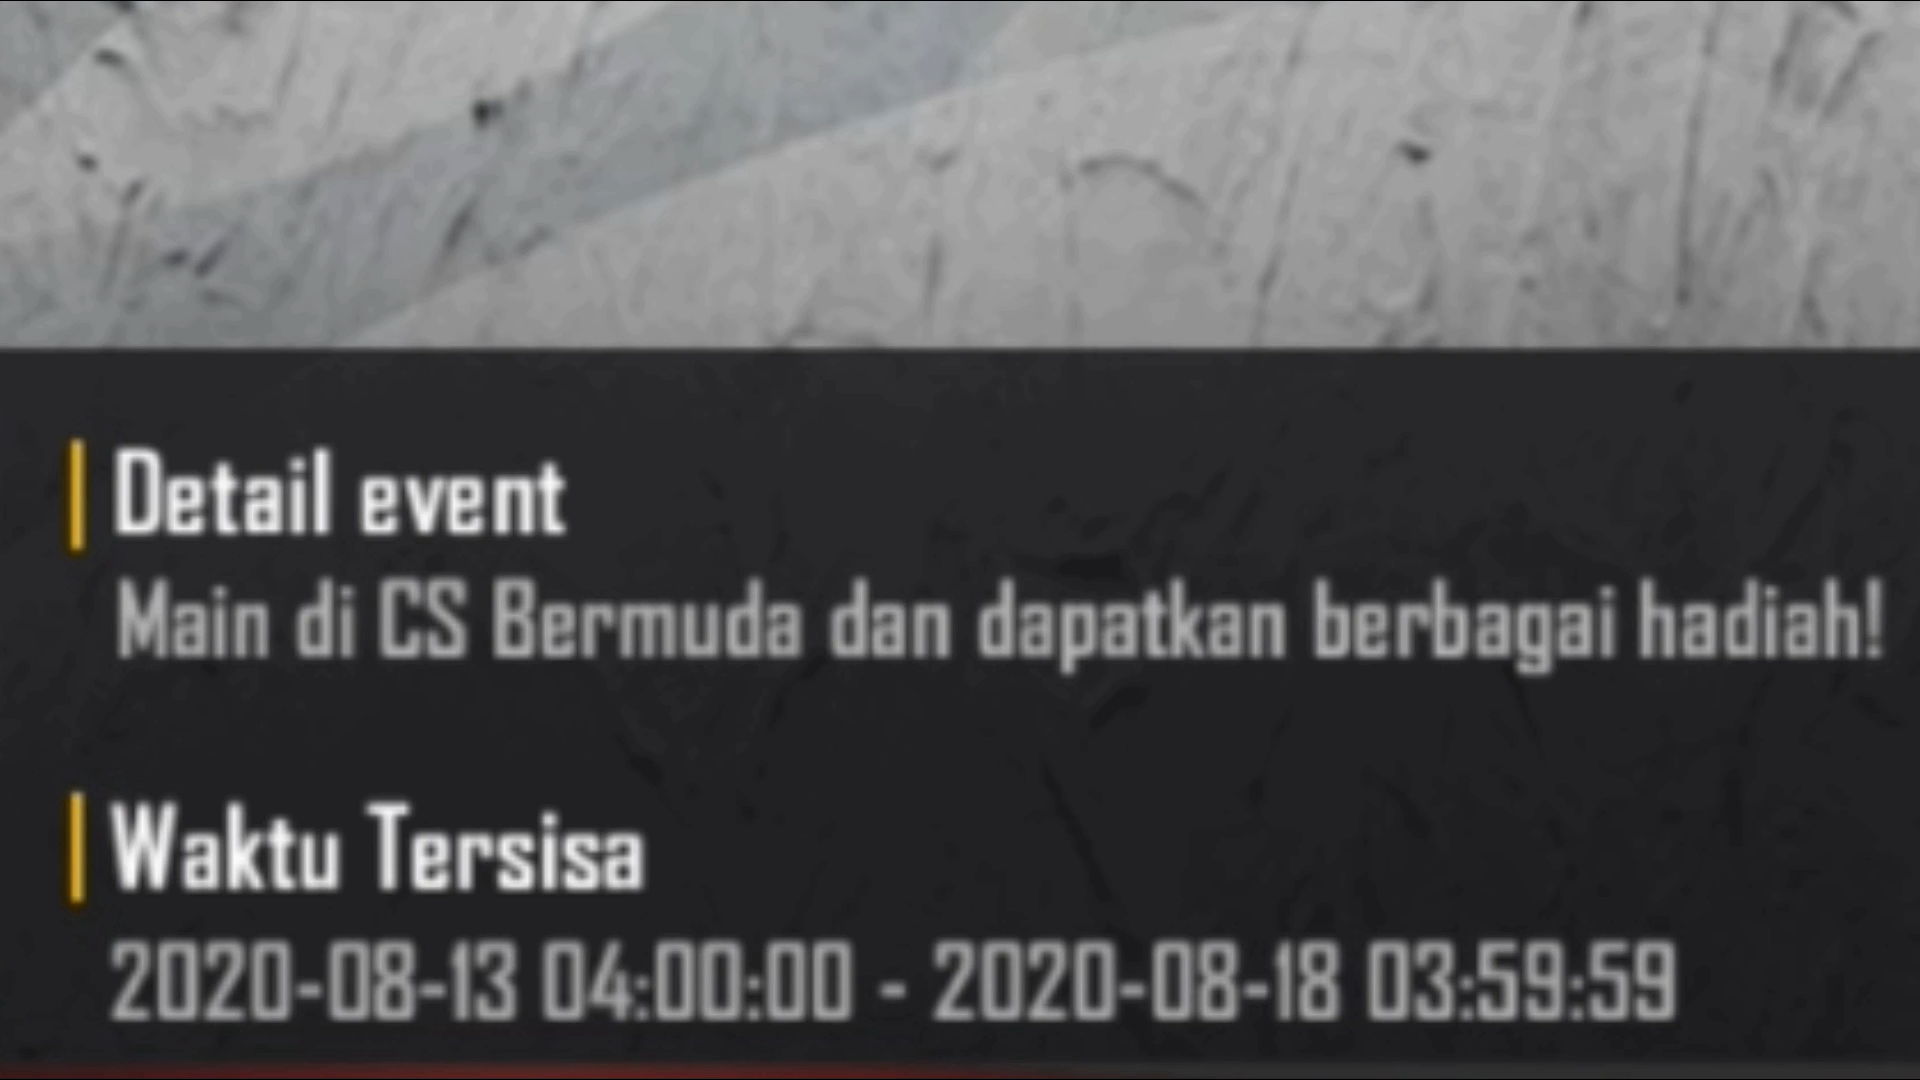 Detail event
Main di CS Bermuda dan dapatkan berbagai hadiah!
Waktu Tersisa
2020-08-13 04:00:00 - 2020-08-18 03:59:59